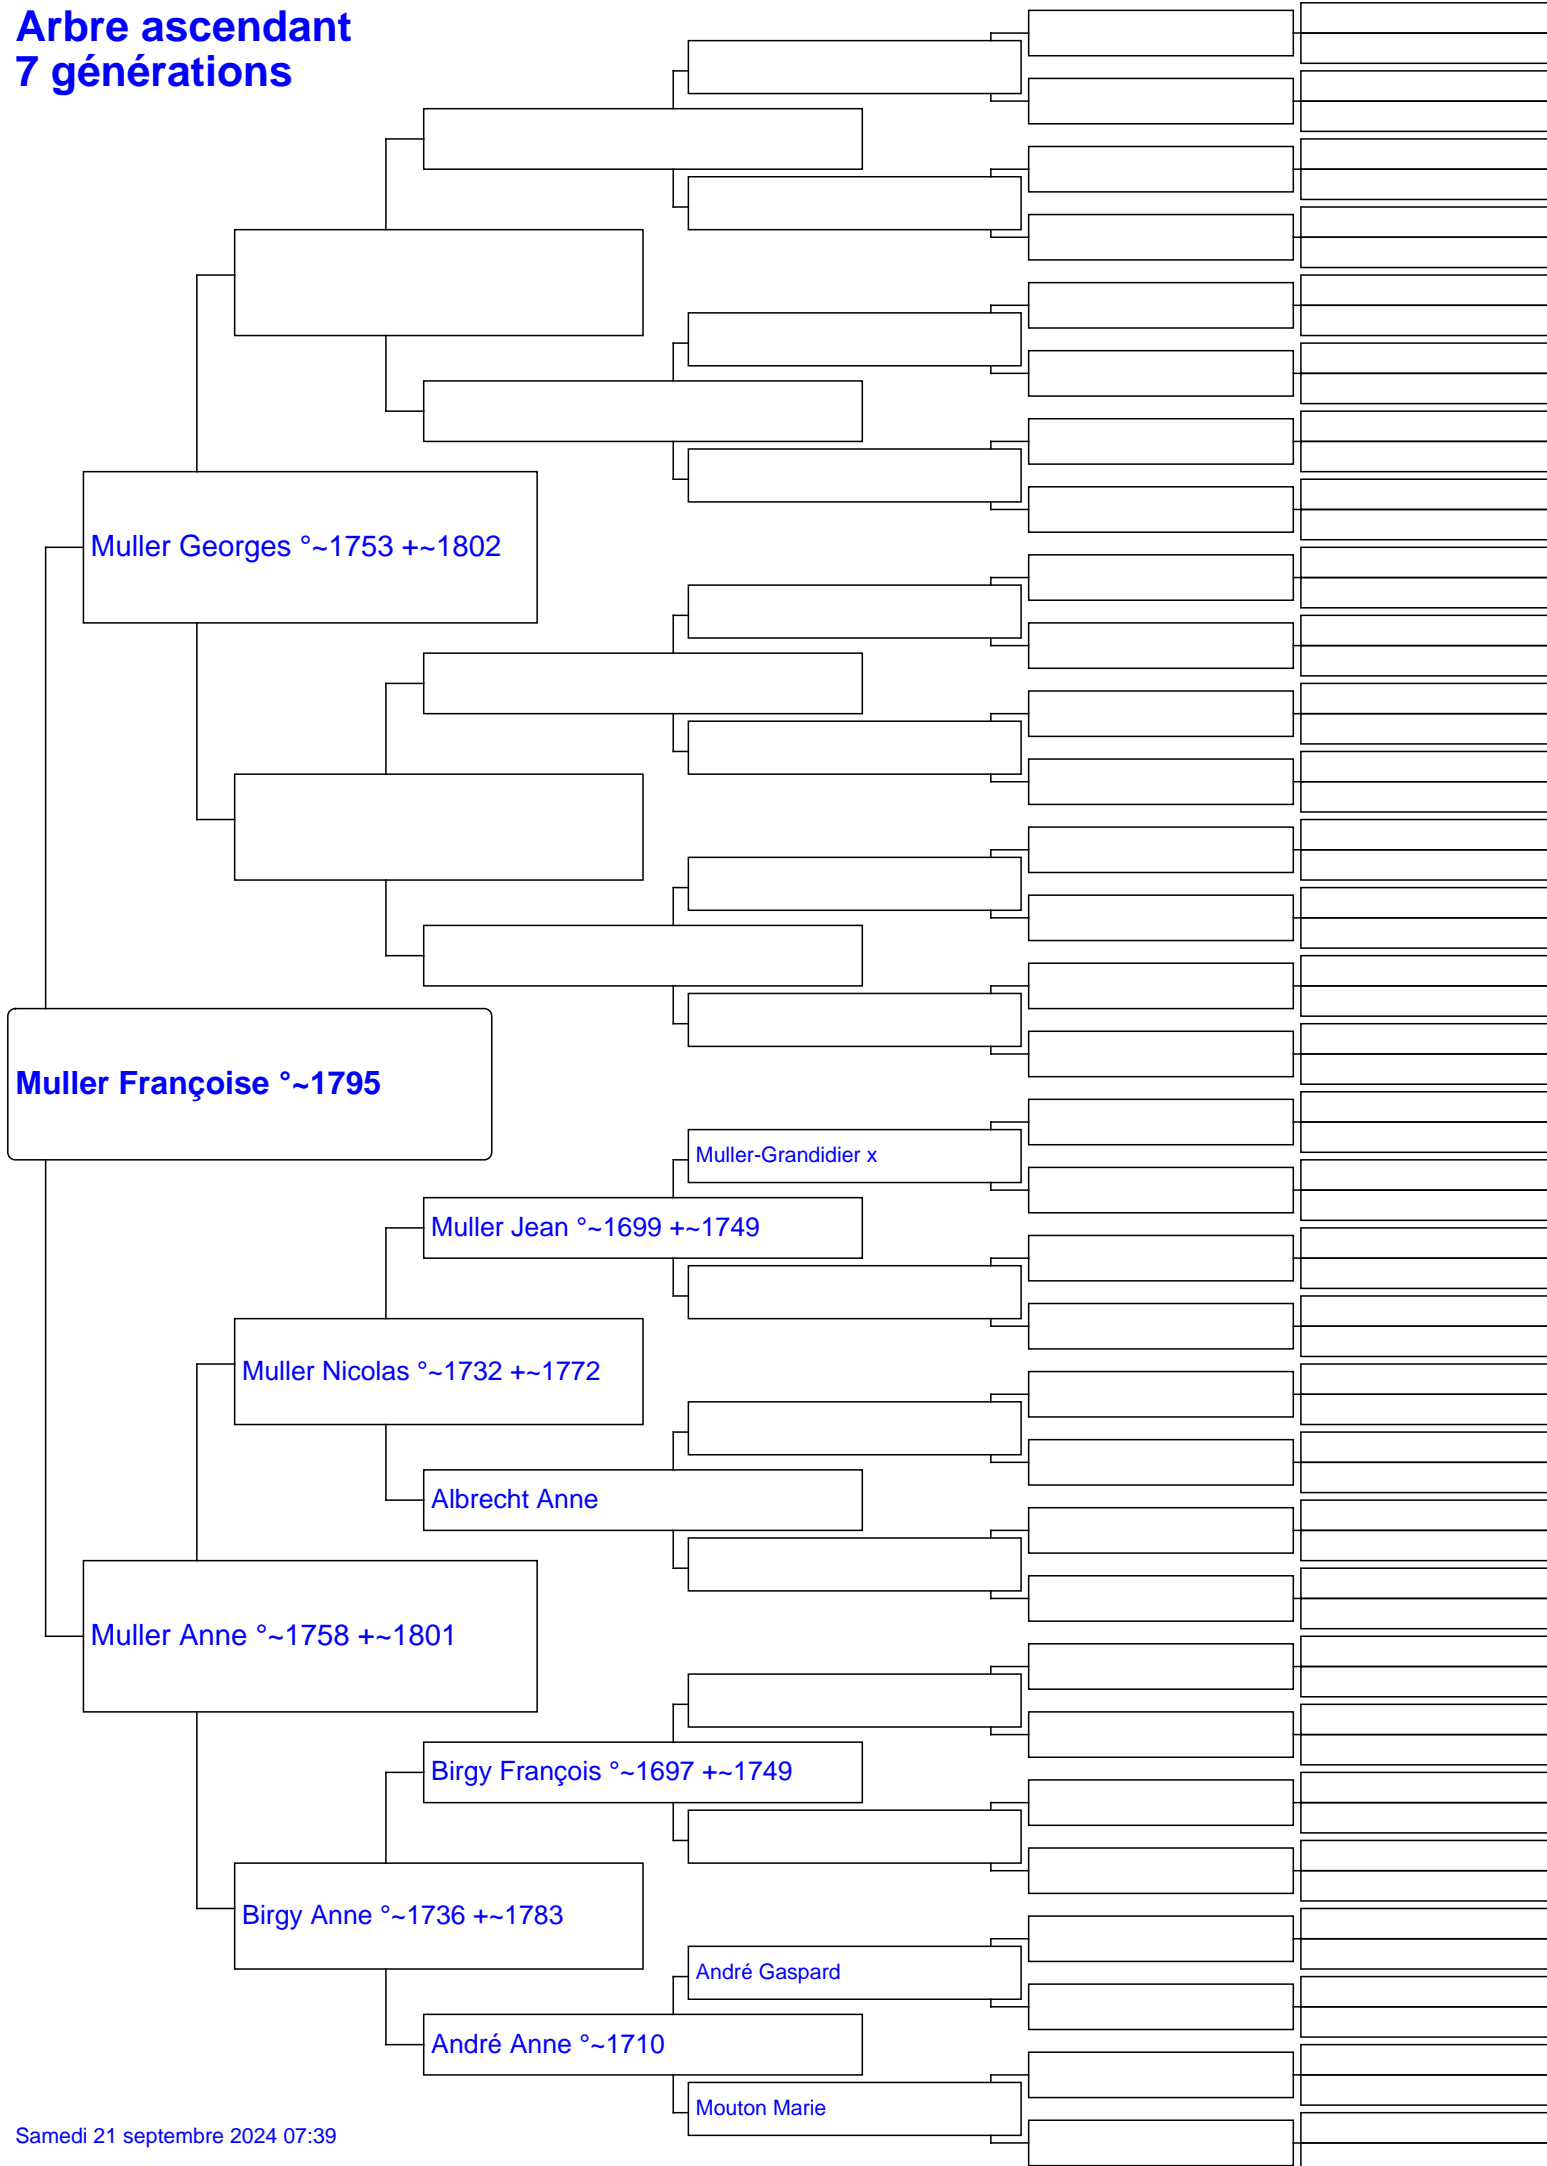 Arbre ascendant
7 générations
Muller Georges °~1753 +~1802
Muller Françoise °~1795
Muller-Grandidier x
Muller Jean °~1699 +~1749
Muller Nicolas °~1732 +~1772
Albrecht Anne
Muller Anne °~1758 +~1801
Birgy François °~1697 +~1749
Birgy Anne °~1736 +~1783
André Gaspard
André Anne °~1710
Mouton Marie
Samedi 21 septembre 2024 07:39